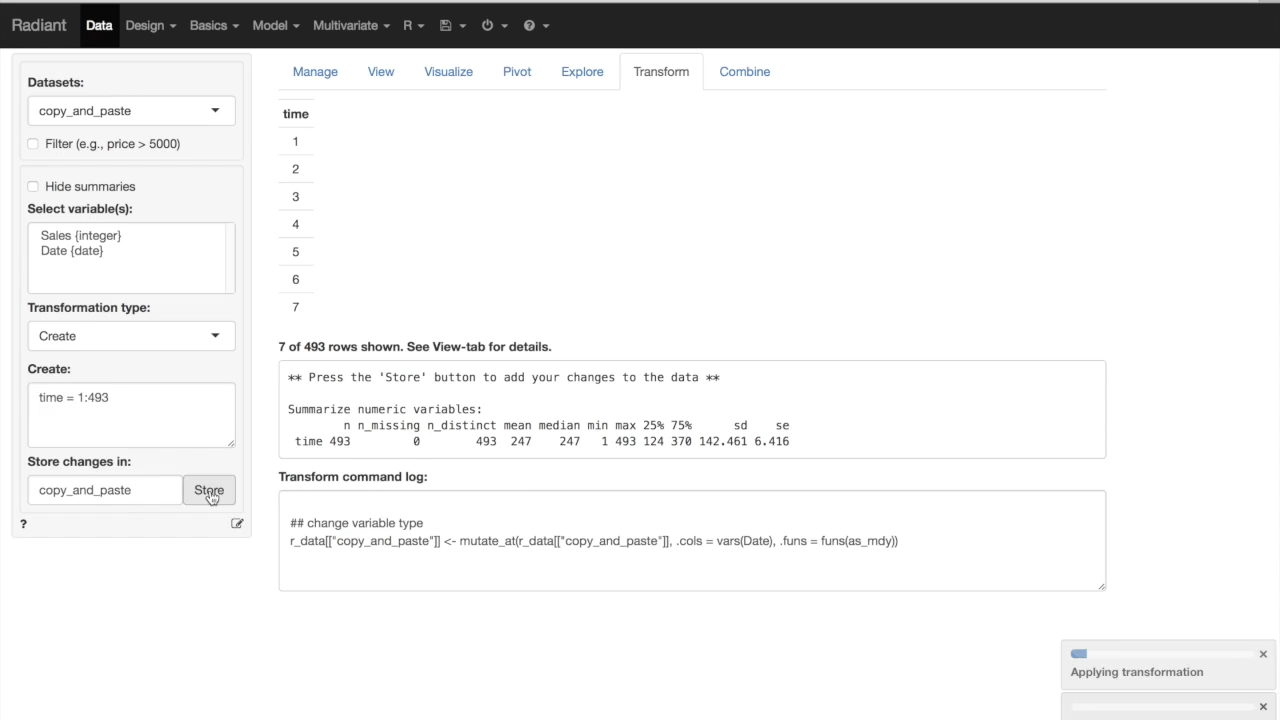 Radiant Data Design Basics Model Multivariate R ?
Datasets:
copy_and_paste
Filter (e.g., price > 5000)
Hide summaries
Select variable(s):
Sales {integer}
Date {date}
Transformation type:
Create
Create:
time = 1:493
Store changes in:
copy_and_paste Store
?
Manage View Visualize Pivot Explore Transform Combine
time
1
2
3
4
5
6
7
7 of 493 rows shown. See View-tab for details.
** Press the 'Store' button to add your changes to the data **
Summarize numeric variables:
n n_missing n_distinct mean median min max 25% 75% sd se
time 493 0 493 247 247 1 493 124 370 142.461 6.416
Transform command log:
## change variable type
r_data[["copy_and_paste"]] <- mutate_at(r_data[["copy_and_paste"]], .cols = vars(Date), .funs = funs(as_mdy))
Applying transformation